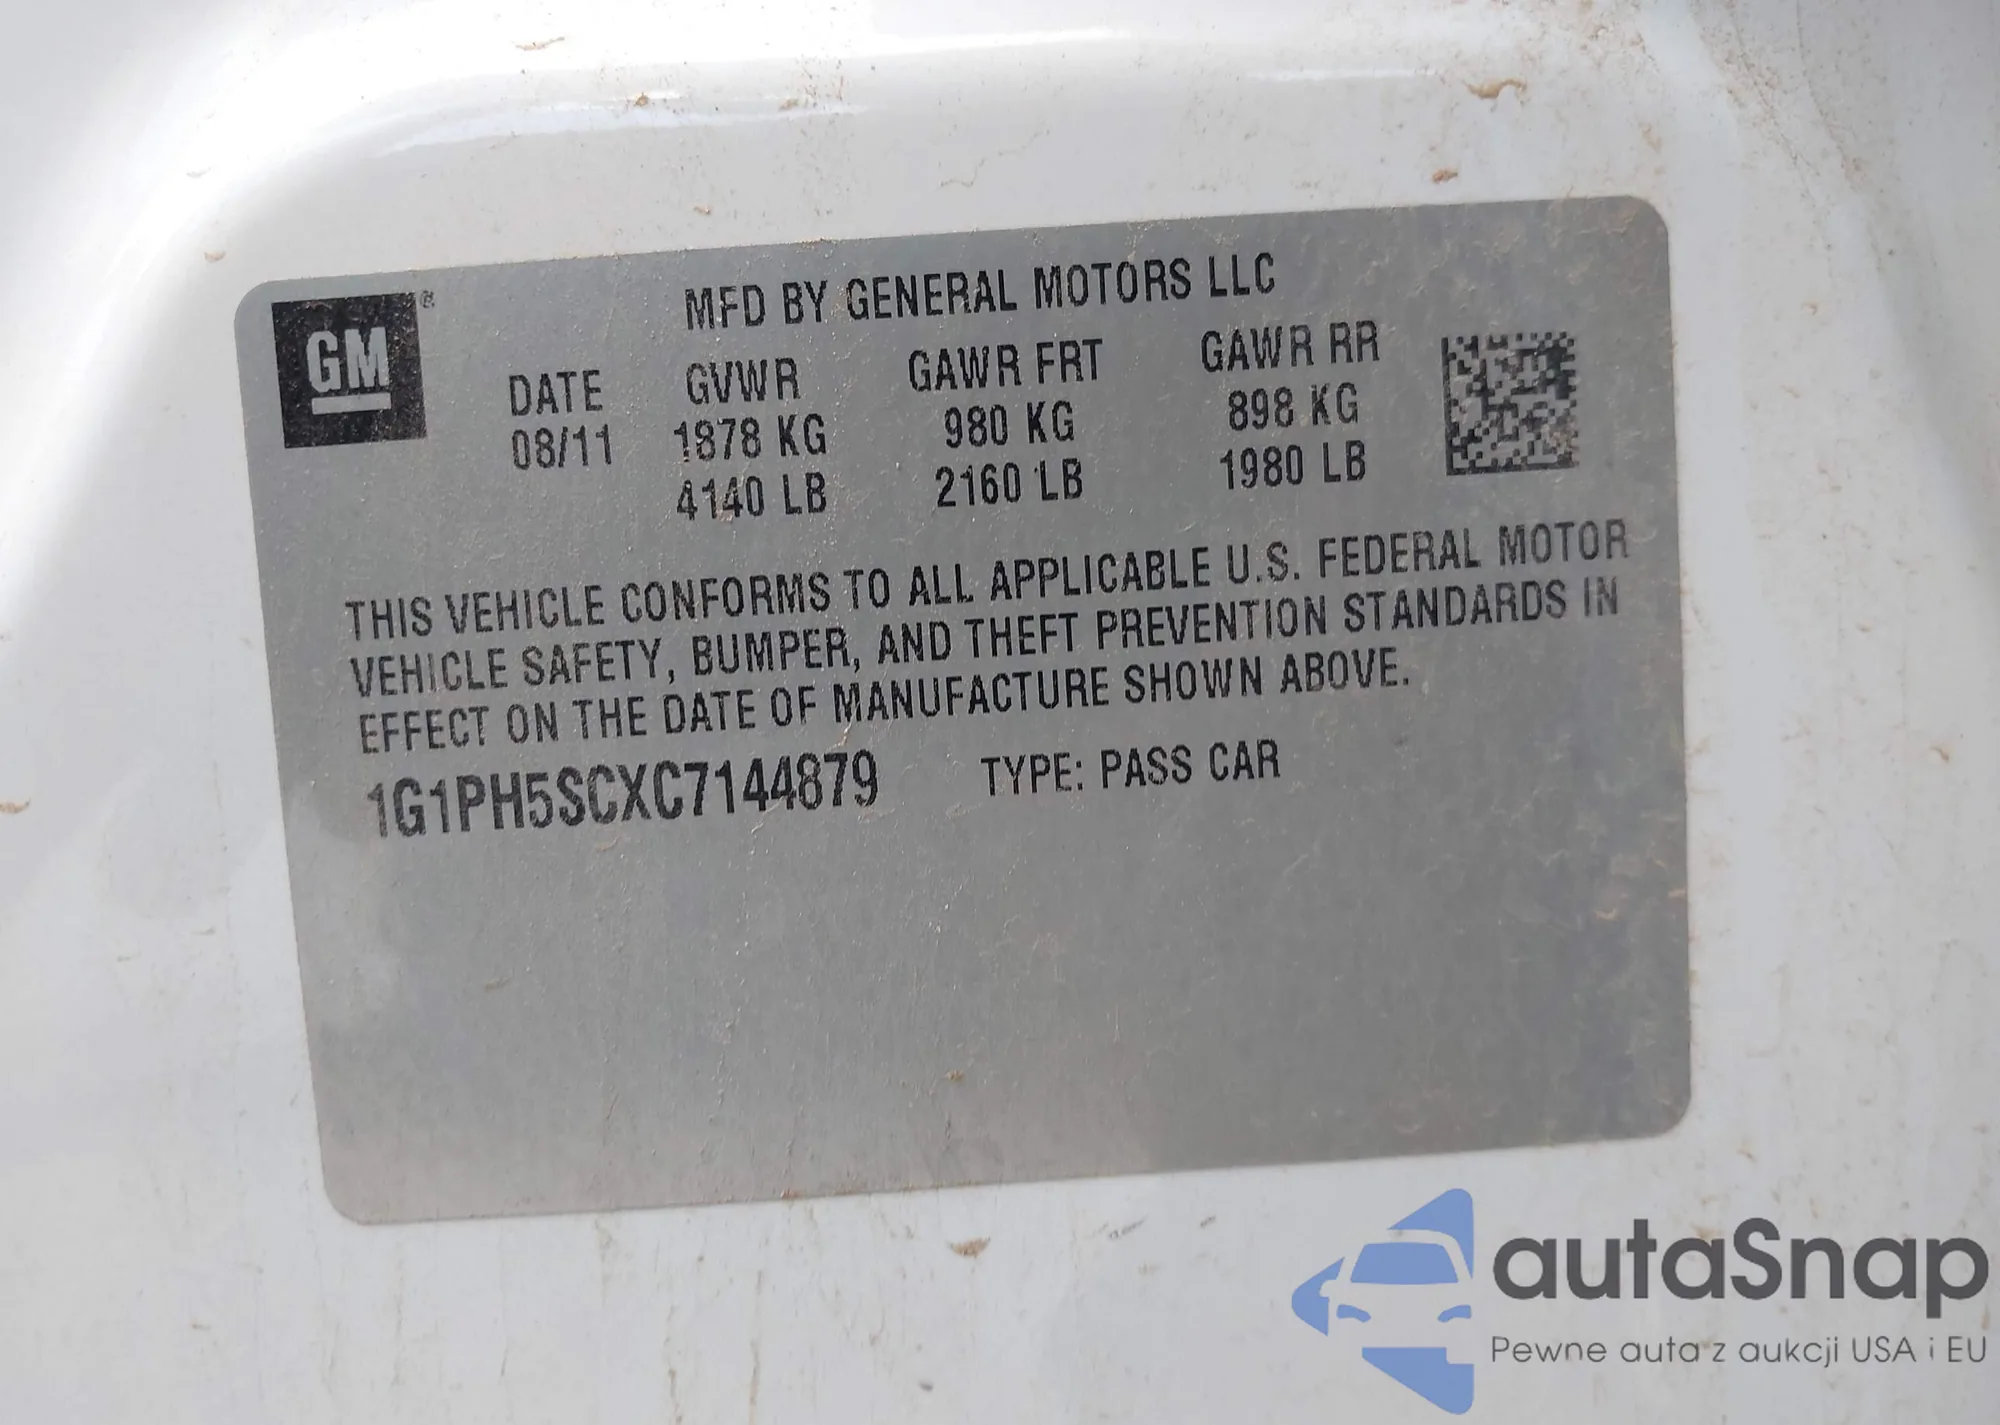 GM®
MFD BY GENERAL MOTORS LLC
DATE GVWR GAWR FRT GAWR RR
08/11 1878 KG 980 KG 898 KG
4140 LB 2160 LB 1980 LB
THIS VEHICLE CONFORMS TO ALL APPLICABLE U.S. FEDERAL MOTOR
VEHICLE SAFETY, BUMPER, AND THEFT PREVENTION STANDARDS IN
EFFECT ON THE DATE OF MANUFACTURE SHOWN ABOVE.
1G1PH5SCXC7144879 TYPE: PASS CAR
autaSnap
Pewne auta z aukcji USA i EU